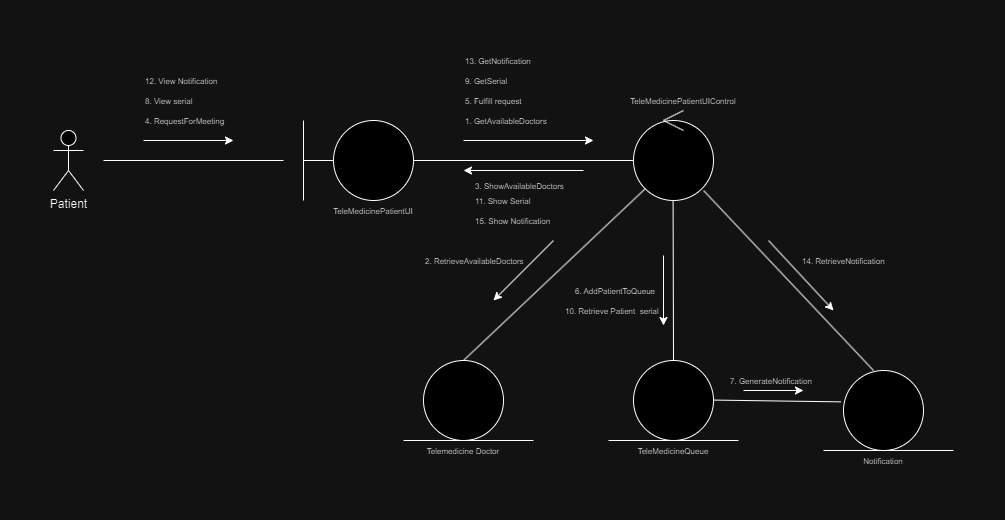 13. GetNotification
12. View Notification
9. GetSerial
8. View serial
5. Fulfill request
4. RequestForMeeting
1. GetAvailableDoctors
TeleMedicinePatientUIControl
Patient
TeleMedicinePatientUI
3. ShowAvailableDoctors
11. Show Serial
15. Show Notification
2. RetrieveAvailableDoctors
14. RetrieveNotification
6. AddPatientToQueue
10. Retrieve Patient  serial
7. GenerateNotification
Telemedicine Doctor
TeleMedicineQueue
Notification